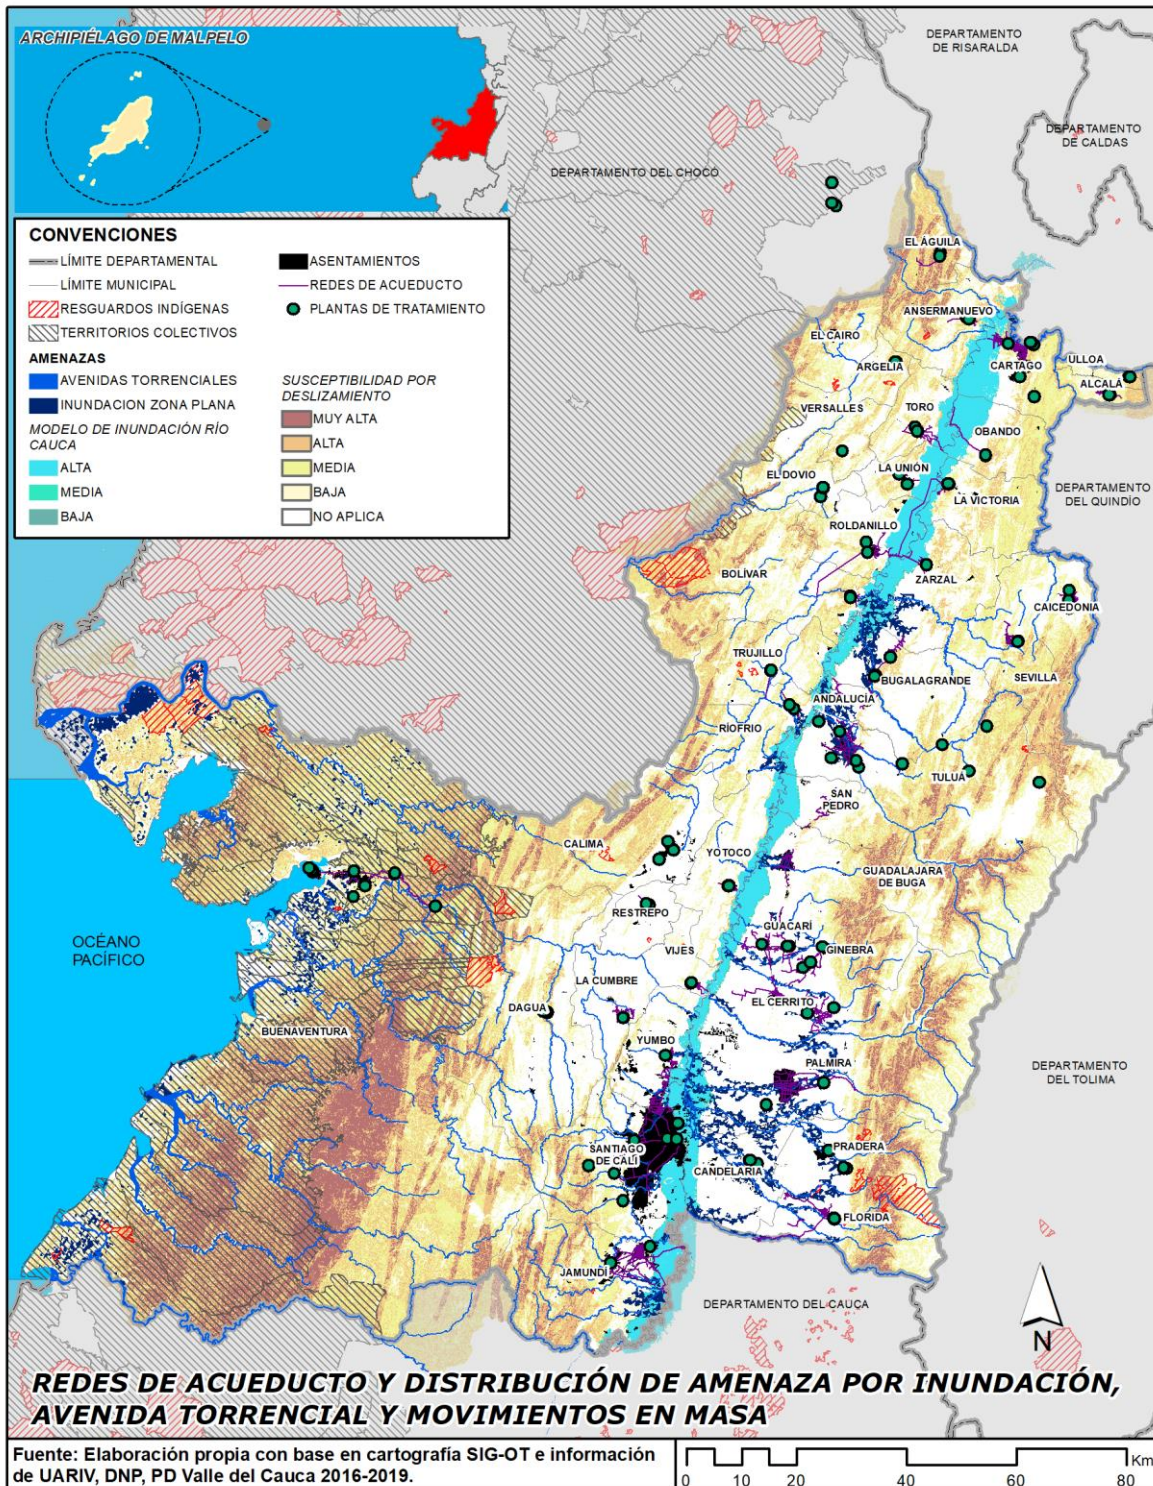 ARCHIPIÉLAGO DE MALPELO
DEPARTAMENTO
DE RISARALDA
DEPARTAMENTO
DE CALDAS
DEPARTAMENTO DEL CHOCÓ
CONVENCIONES
LÍMITE DEPARTAMENTAL
LÍMITE MUNICIPAL
RESGUARDOS INDÍGENAS
TERRITORIOS COLECTIVOS
ASENTAMIENTOS
REDES DE ACUEDUCTO
PLANTAS DE TRATAMIENTO
AMENAZAS
AVENIDAS TORRENCIALES
INUNDACION ZONA PLANA
MODELO DE INUNDACIÓN RÍO
CAUCA
ALTA
MEDIA
BAJA
SUSCEPTIBILIDAD POR
DESLIZAMIENTO
MUY ALTA
ALTA
MEDIA
BAJA
NO APLICA
EL ÁGUILA
ANSERMANUEVO
EL CAIRO
ARGELIA
CARTAGO
ULLOA
ALCALÁ
VERSALLES
TORO
OBANDO
EL DOVIO
LA UNIÓN
LA VICTORIA
DEPARTAMENTO
DEL QUINDÍO
ROLDANILLO
BOLÍVAR
ZARZAL
CAICEDONIA
TRUJILLO
BUGALAGRANDE
SEVILLA
ANDALUCÍA
RÍOFRIO
TULUÁ
SAN
PEDRO
CALIMA
YOTOCO
GUADALAJARA
DE BUGA
RESTREPO
GUACARÍ
GINEBRA
VIJES
OCÉANO
PACÍFICO
LA CUMBRE
EL CERRITO
DAGUA
BUENAVENTURA
YUMBO
PALMIRA
DEPARTAMENTO
DEL TOLIMA
SANTIAGO
DE CALI
PRADERA
CANDELARIA
FLORIDA
JAMUNDÍ
DEPARTAMENTO DEL CAUCA
N
REDES DE ACUEDUCTO Y DISTRIBUCIÓN DE AMENAZA POR INUNDACIÓN,
AVENIDA TORRENCIAL Y MOVIMIENTOS EN MASA
Fuente: Elaboración propia con base en cartografía SIG-OT e información
de UARIV, DNP, PD Valle del Cauca 2016-2019.
Km
0 10 20 40 60 80